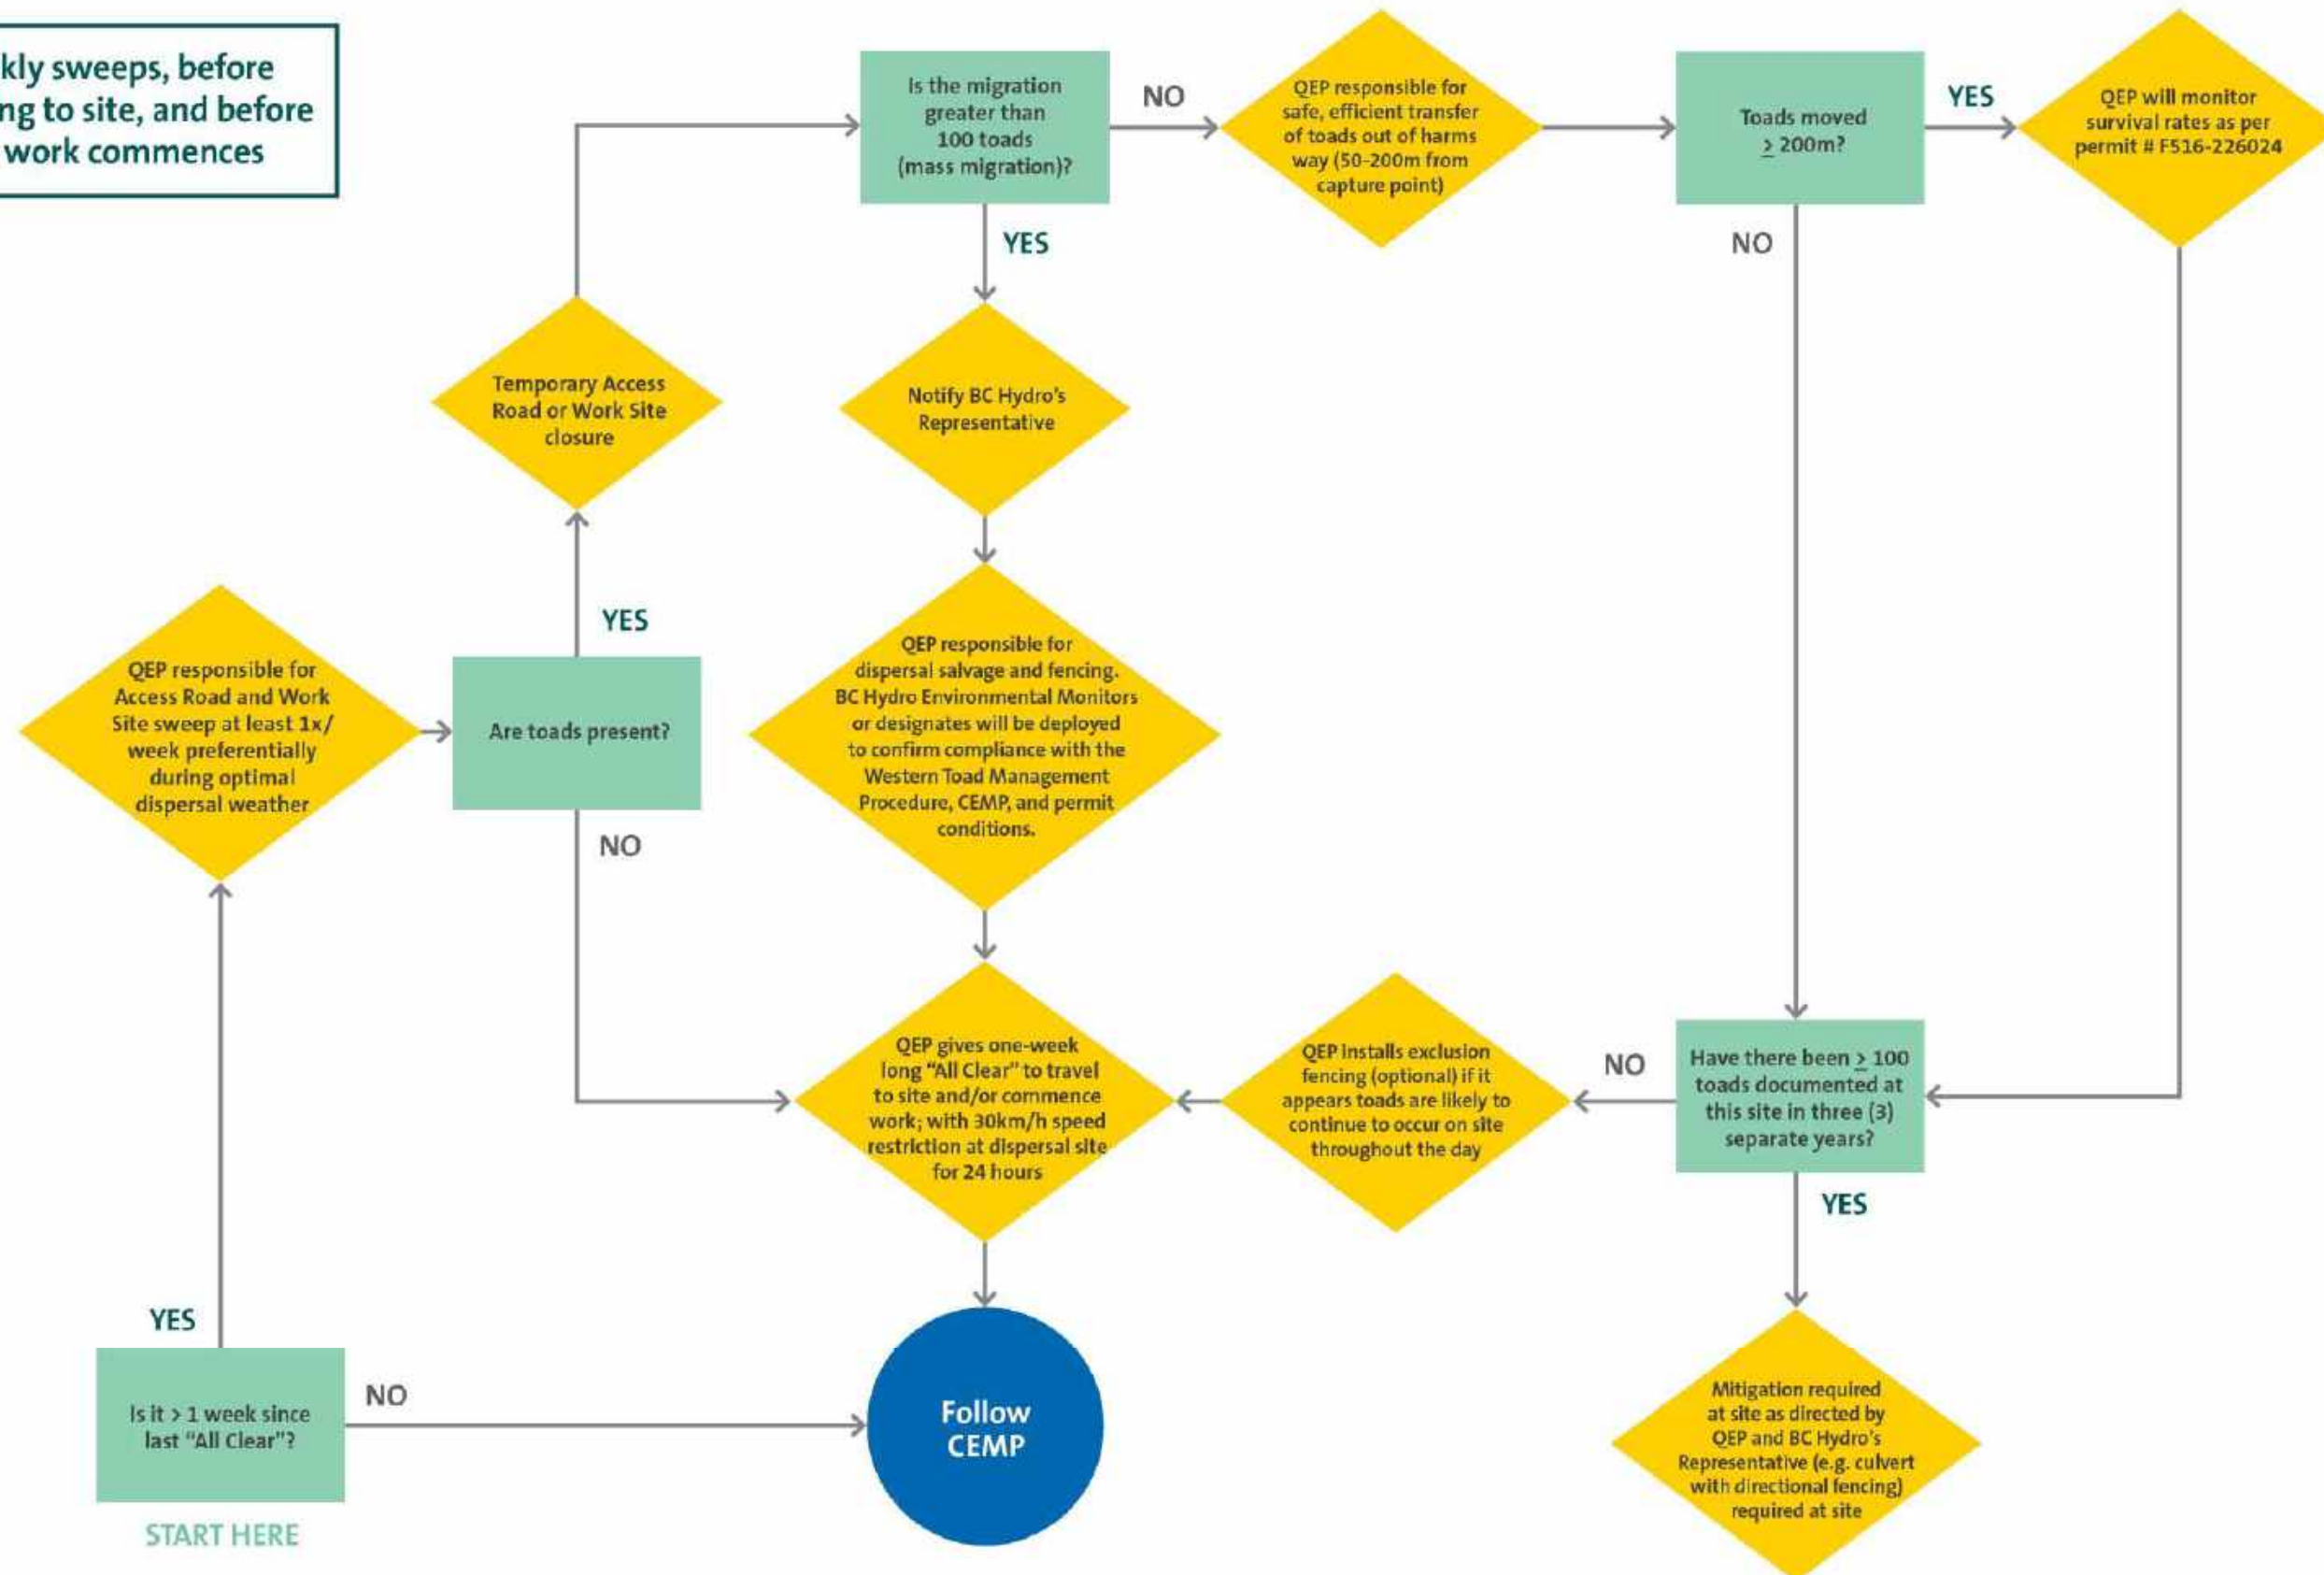 kly sweeps, before
ng to site, and before
work commences
Is the migration
greater than
100 toads
(mass migration)?
NO
QEP responsible for
safe, efficient transfer
of toads out of harms
way (50-200m from
capture point)
Toads moved
≥ 200m?
YES
QEP will monitor
survival rates as per
permit # F516-226024
YES
NO
Temporary Access
Road or Work Site
closure
Notify BC Hydro's
Representative
YES
QEP responsible for
Access Road and Work
Site sweep at least 1x/
week preferentially
during optimal
dispersal weather
Are toads present?
QEP responsible for
dispersal salvage and fencing.
BC Hydro Environmental Monitors
or designates will be deployed
to confirm compliance with the
Western Toad Management
Procedure, CEMP, and permit
conditions.
NO
QEP gives one-week
long "All Clear" to travel
to site and/or commence
work; with 30km/h speed
restriction at dispersal site
for 24 hours
QEP installs exclusion
fencing (optional) if it
appears toads are likely to
continue to occur on site
throughout the day
NO
Have there been ≥ 100
toads documented at
this site in three (3)
separate years?
YES
YES
Is it > 1 week since
last "All Clear"?
NO
Follow
CEMP
Mitigation required
at site as directed by
QEP and BC Hydro's
Representative (e.g. culvert
with directional fencing)
required at site
START HERE